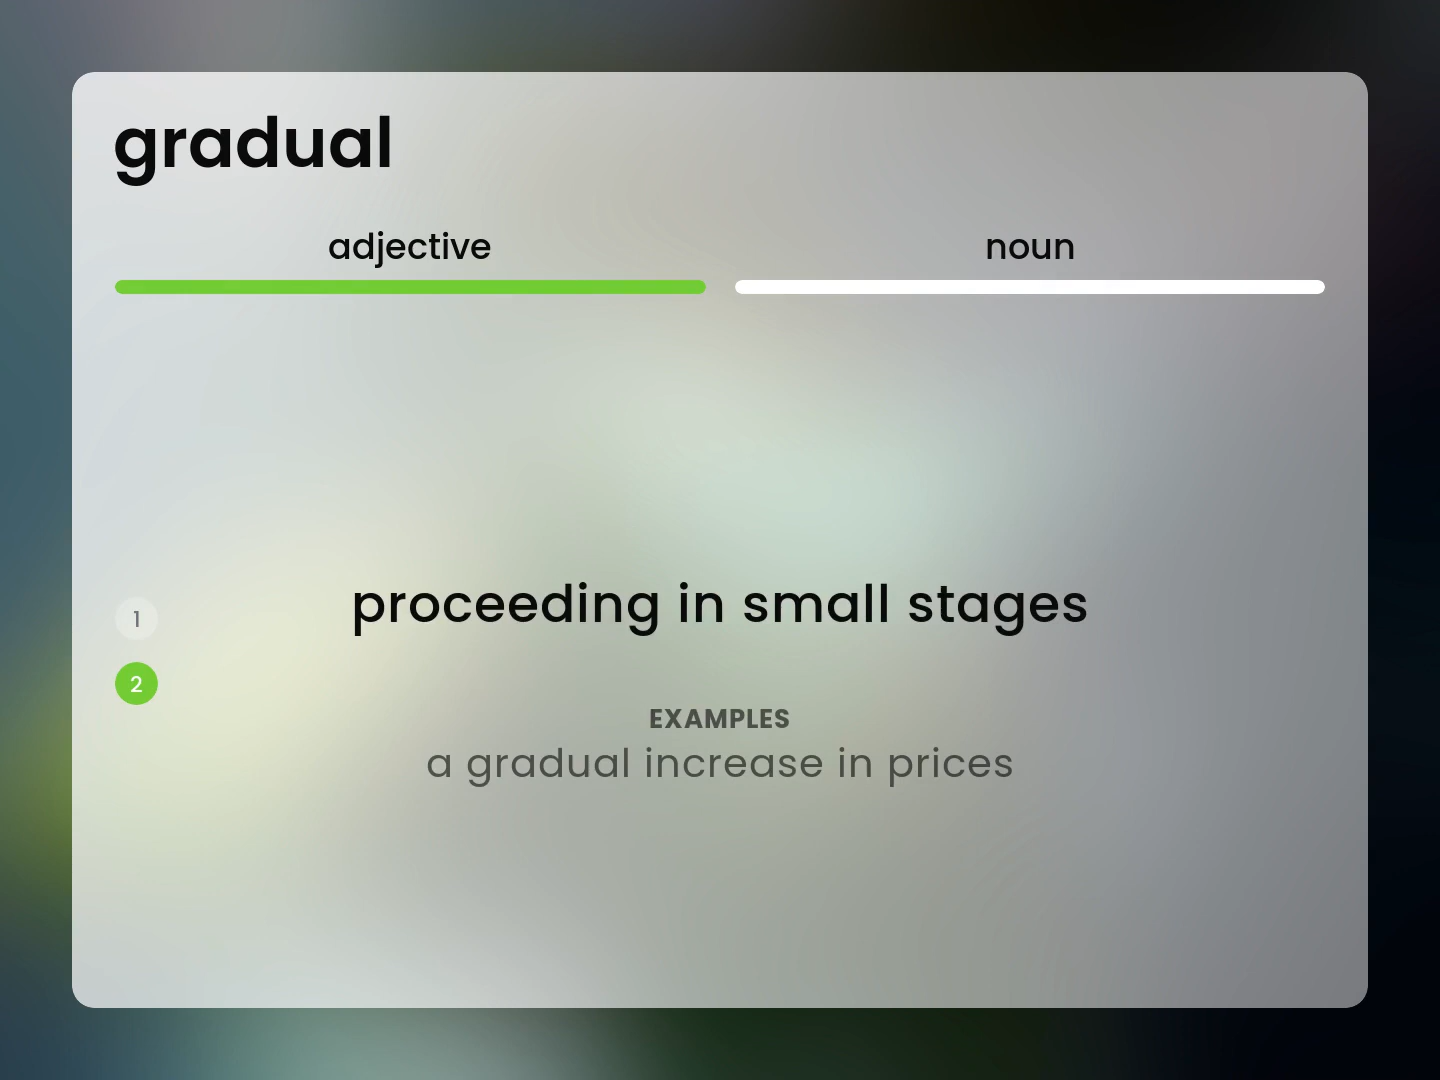 gradual
adjective
noun
proceeding in small stages
1
2
EXAMPLES
a gradual increase in prices